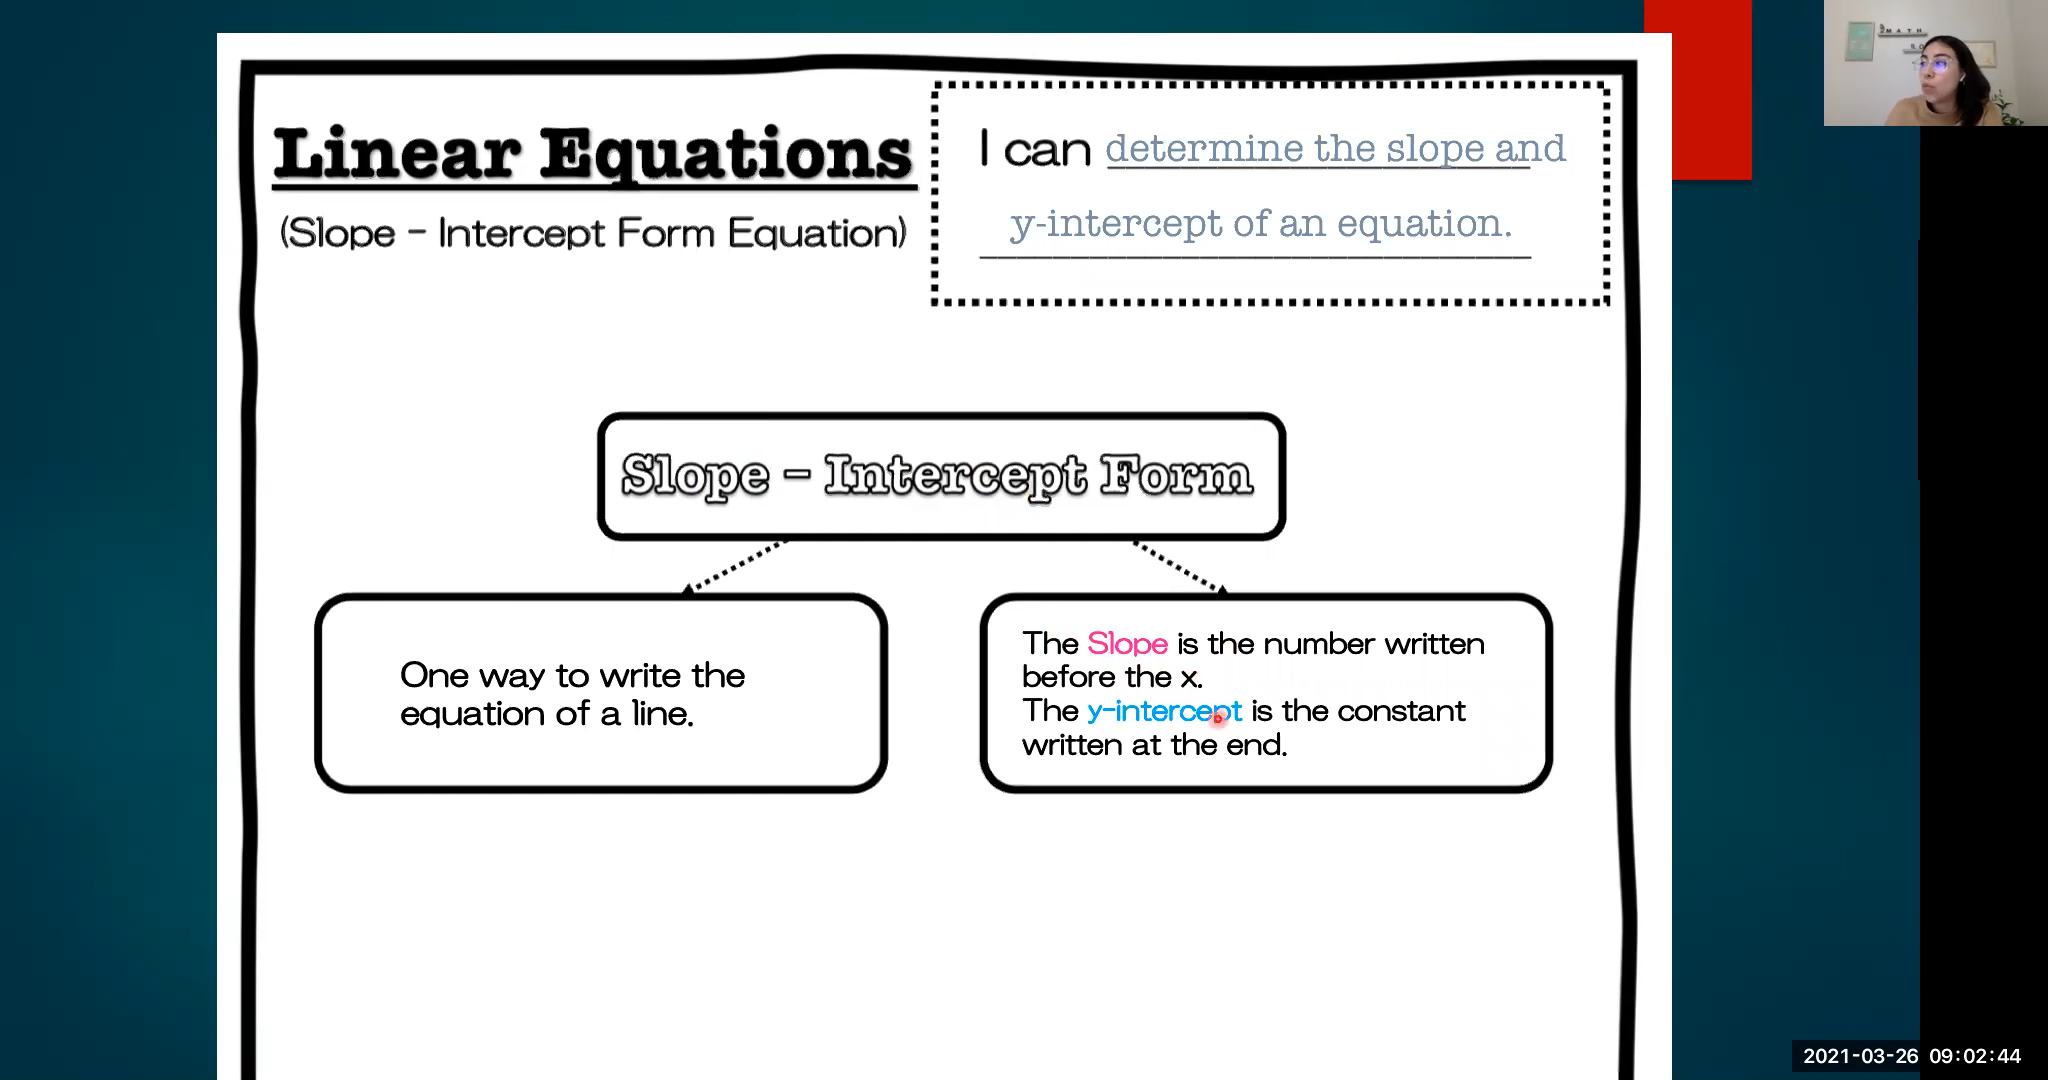 Linear Equations
(Slope - Intercept Form Equation)
I can determine the slope and
y-intercept of an equation.
Slope - Intercept Form
One way to write the
equation of a line.
The Slope is the number written
before the x.
The y-intercept is the constant
written at the end.
MATH
2021-03-26 09:02:44